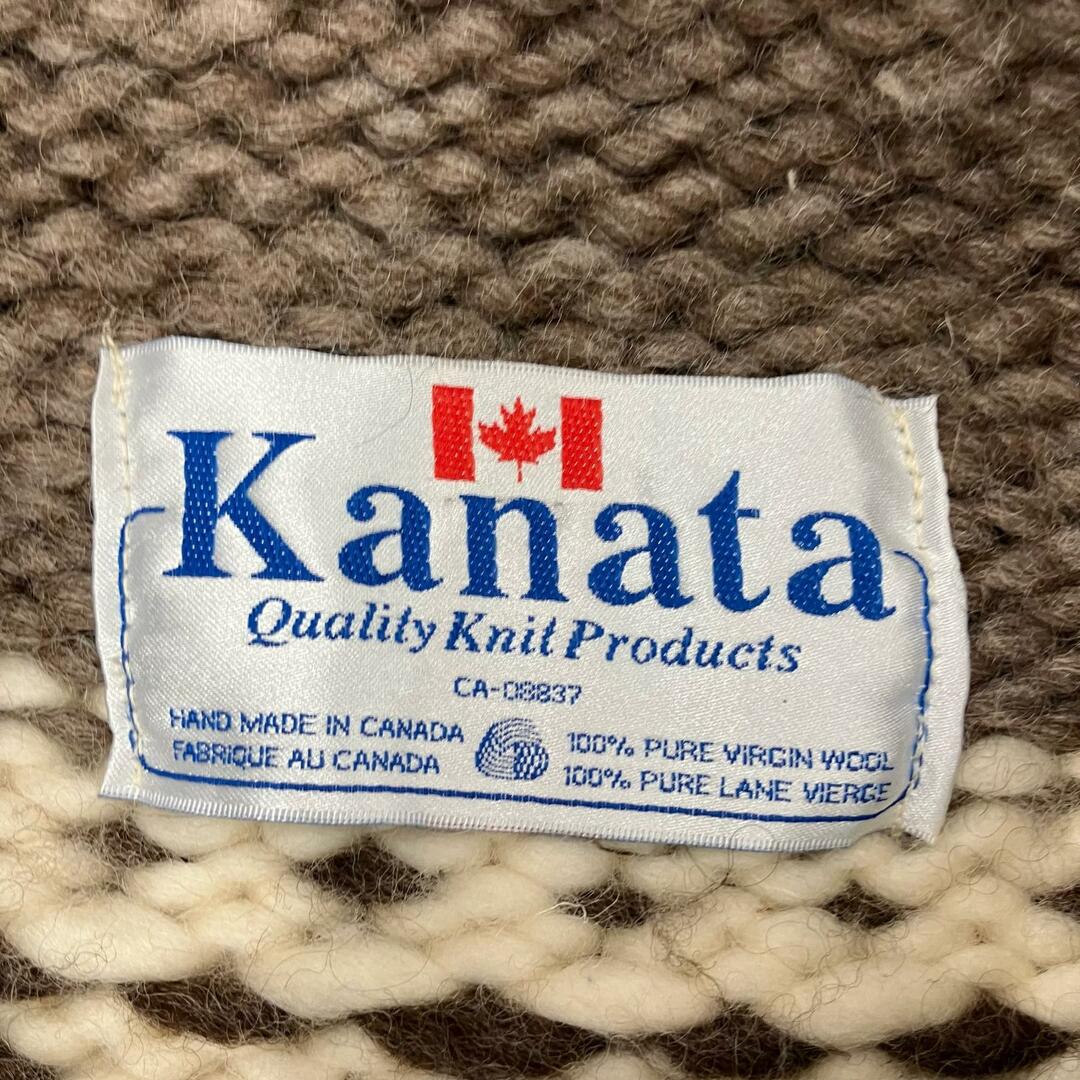 Kanata
Quality Knit Products
CA-08837
HAND MADE IN CANADA
FABRIQUE AU CANADA
100% PURE VIRGIN WOOL
100% PURE LANE VIERGE